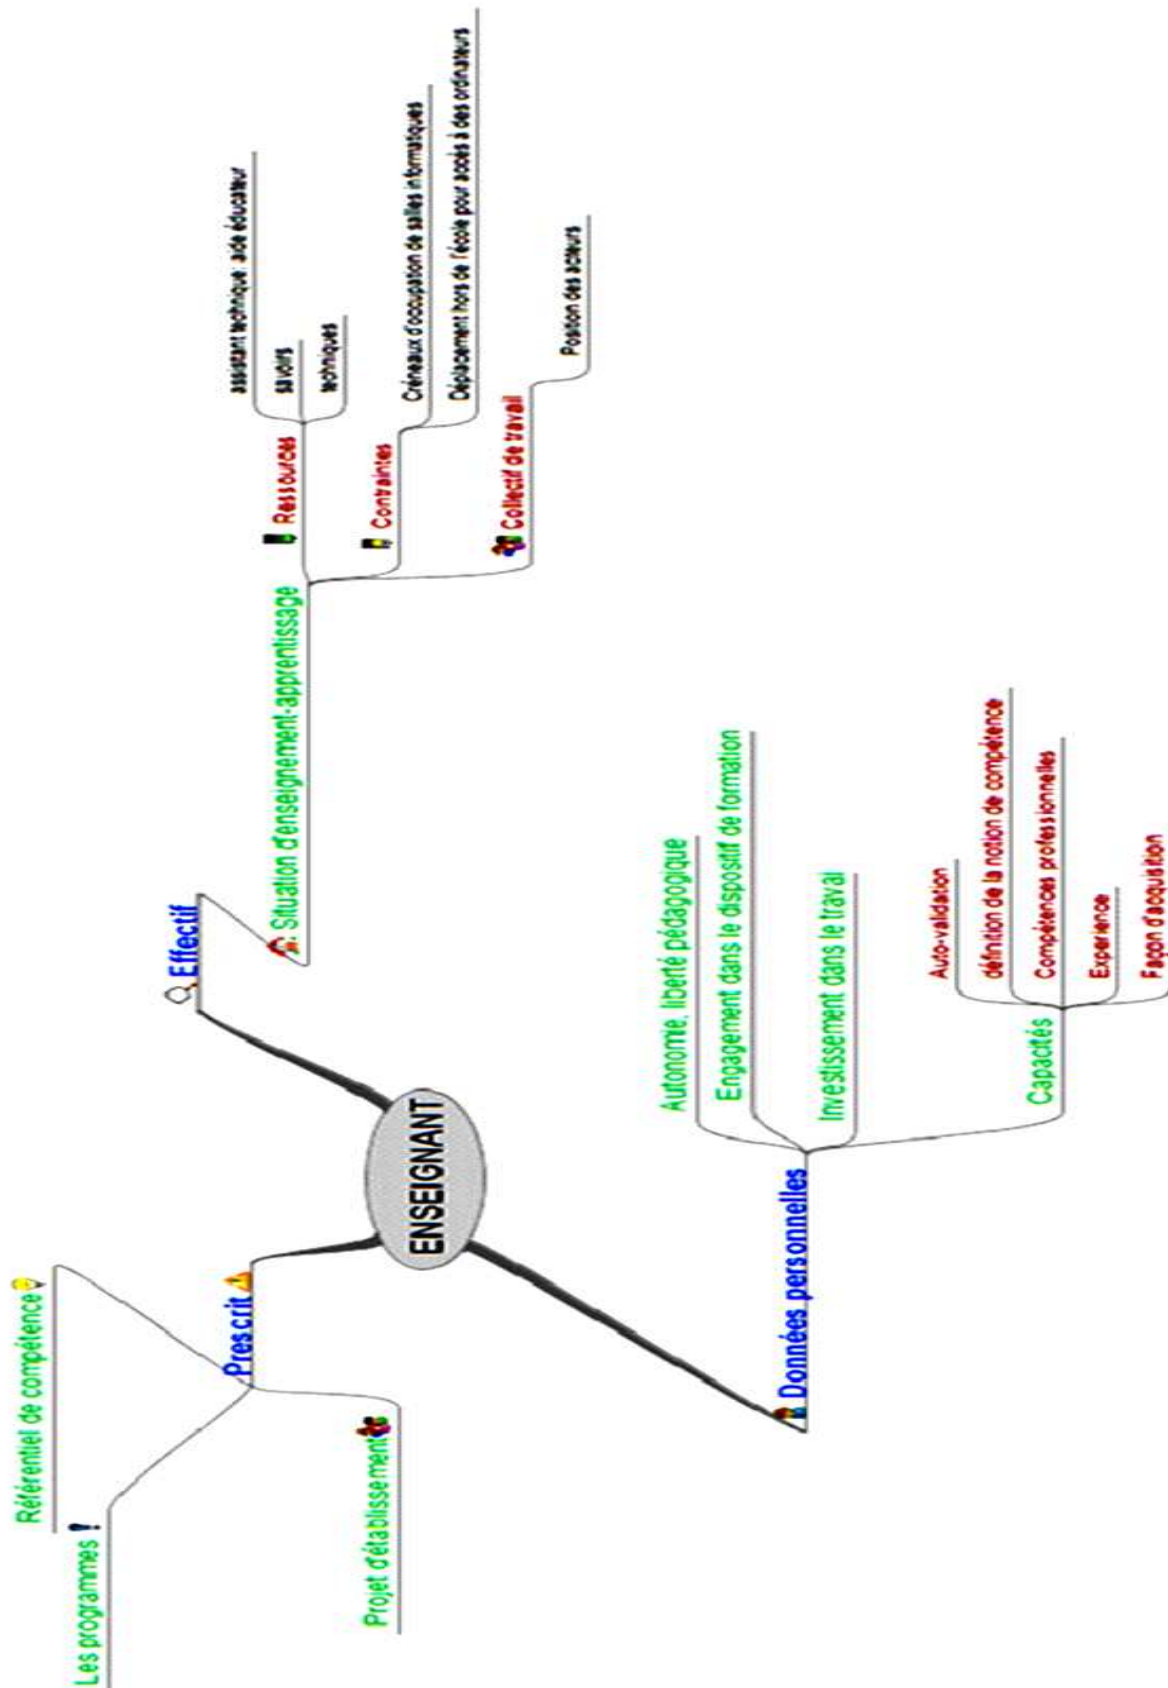 ENSEIGNANT
Prescrit
Référentiel de compétence
Les programmes
Projet d'établissement
Effectif
Situation d'enseignement-apprentissage
Ressources
assistant technique: aide éducateur
savoirs
techniques
Contraintes
Créneaux d'occupation de salles informatiques
Déplacement hors de l'école pour accès à des ordinateurs
Collectif de travail
Position des acteurs
Données personnelles
Autonomie, liberté pédagogique
Engagement dans le dispositif de formation
Investissement dans le travail
Capacités
Auto-validation
définition de la notion de compétence
Compétences professionnelles
Experience
Façon d'acquisition